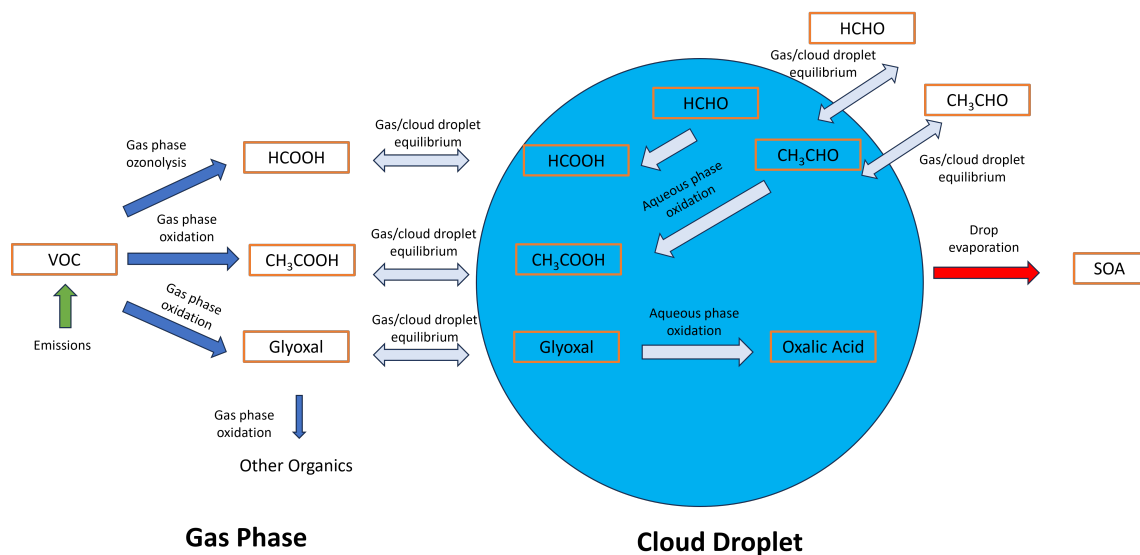 HCHO
Gas/cloud droplet
equilibrium
CH₃CHO
Gas/cloud droplet
equilibrium
Gas phase
ozonolysis
HCOOH
Gas/cloud droplet
equilibrium
HCHO
HCOOH
CH₃CHO
Aqueous phase
oxidation
Gas phase
oxidation
VOC
CH₃COOH
Gas/cloud droplet
equilibrium
CH₃COOH
Drop
evaporation
SOA
Gas phase
oxidation
Emissions
Glyoxal
Gas/cloud droplet
equilibrium
Glyoxal
Aqueous phase
oxidation
Oxalic Acid
Gas phase
oxidation
Other Organics
Gas Phase
Cloud Droplet